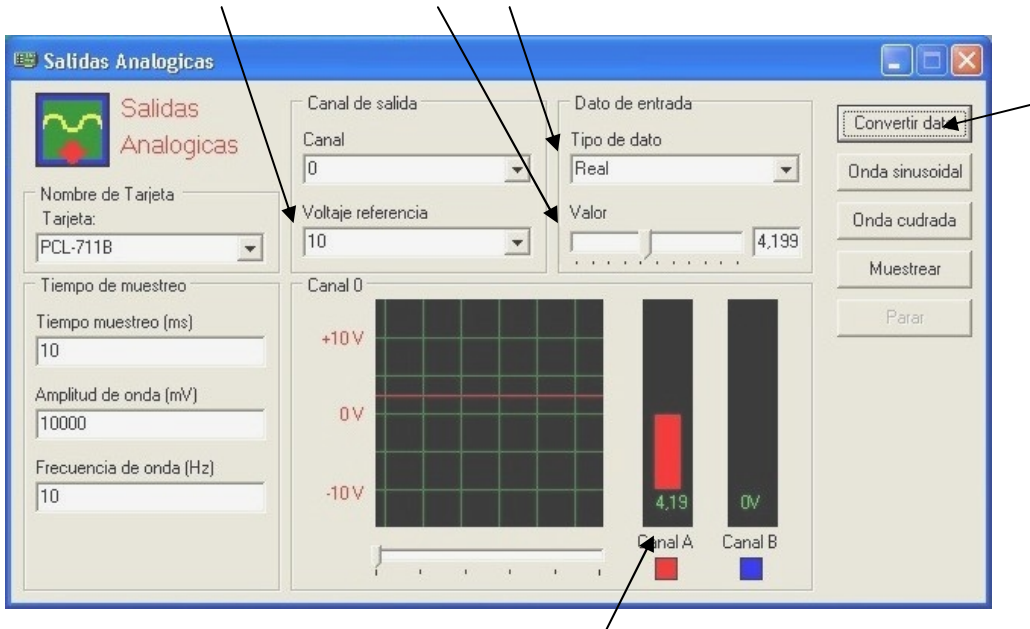 Salidas Analogicas
Salidas
Analogicas
Nombre de Tarjeta
Tarjeta:
PCL-711B
Canal de salida
Canal
0
Voltaje referencia
10
Dato de entrada
Tipo de dato
Real
Valor
4,199
Convertir dato
Onda sinusoidal
Onda cudrada
Muestrear
Parar
Tiempo de muestreo
Tiempo muestreo (ms)
10
Amplitud de onda (mV)
10000
Frecuencia de onda (Hz)
10
Canal 0
+10 V
0 V
-10 V
4,19
0V
Canal A
Canal B